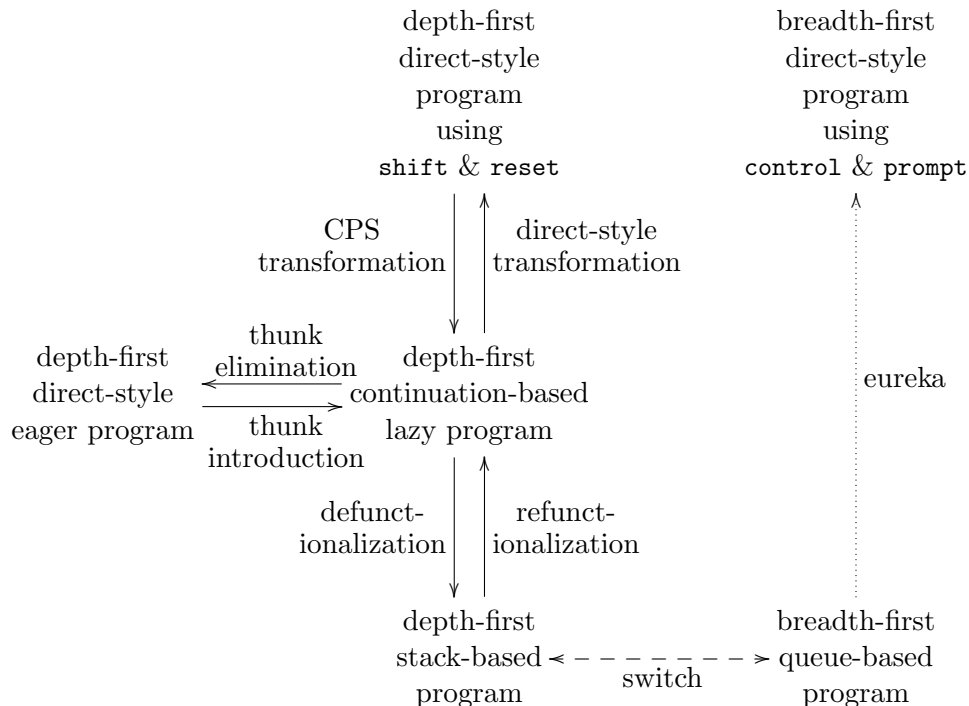 depth-first
direct-style
program
using
shift & reset
breadth-first
direct-style
program
using
control & prompt
CPS
transformation
direct-style
transformation
depth-first
direct-style
eager program
thunk
elimination
thunk
introduction
depth-first
continuation-based
lazy program
eureka
defunct-
ionalization
refunct-
ionalization
depth-first
stack-based
program
switch
breadth-first
queue-based
program